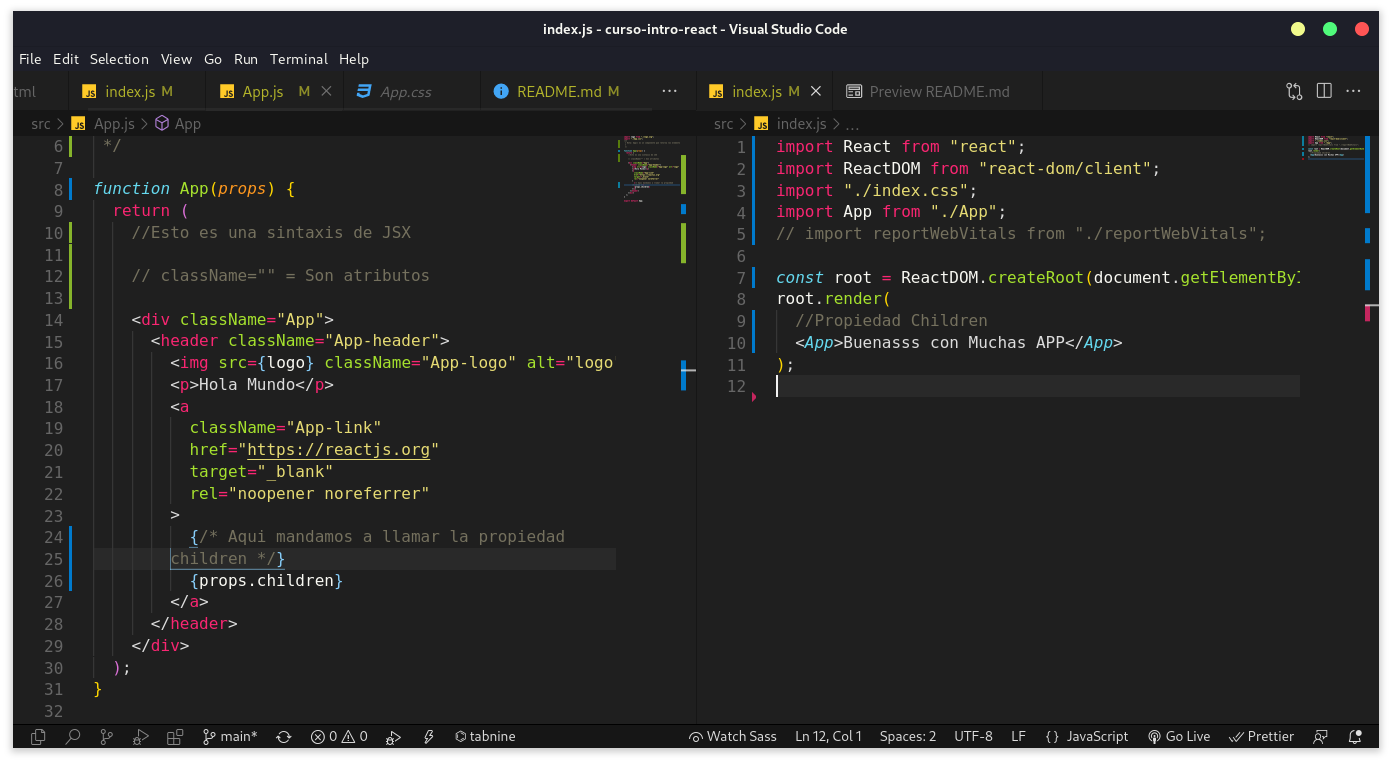 index.js - curso-intro-react - Visual Studio Code
File Edit Selection View Go Run Terminal Help
tml
index.js M
App.js M
App.css
README.md M
src > App.js > App
6 */
7
8 function App(props) {
9 return (
10 //Esto es una sintaxis de JSX
11
12 // className="" = Son atributos
13
14 <div className="App">
15 <header className="App-header">
16 <img src={logo} className="App-logo" alt="logo
17 <p>Hola Mundo</p>
18 <a
19 className="App-link"
20 href="https://reactjs.org"
21 target="_blank"
22 rel="noopener noreferrer"
23 >
24 {/* Aqui mandamos a llamar la propiedad
25 children */}
26 {props.children}
27 </a>
28 </header>
29 </div>
30 );
31 }
32
index.js M
Preview README.md
src > index.js > ...
1 import React from "react";
2 import ReactDOM from "react-dom/client";
3 import "./index.css";
4 import App from "./App";
5 // import reportWebVitals from "./reportWebVitals";
6
7 const root = ReactDOM.createRoot(document.getElementByI
8 root.render(
9 //Propiedad Children
10 <App>Buenasss con Muchas APP</App>
11 );
12
main* 0 0 tabnine Watch Sass Ln 12, Col 1 Spaces: 2 UTF-8 LF {} JavaScript Go Live Prettier